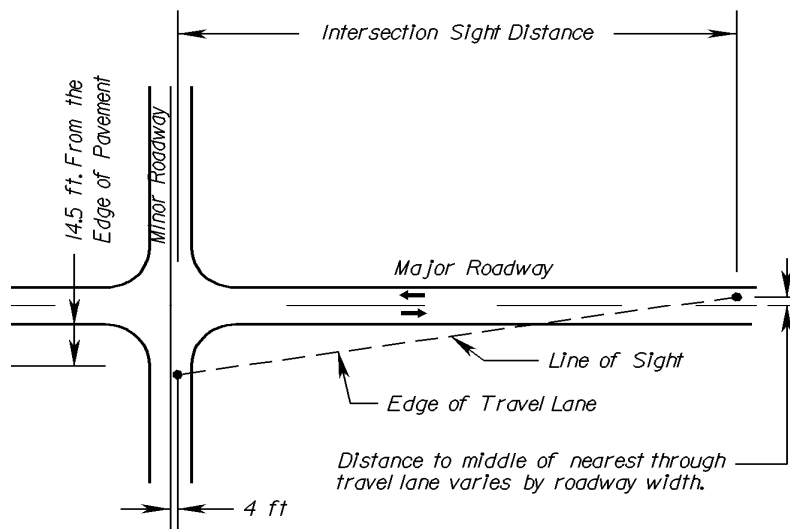 Intersection Sight Distance
14.5 ft. From the
Edge of Pavement
Minor Roadway
Major Roadway
Line of Sight
Edge of Travel Lane
Distance to middle of nearest through
travel lane varies by roadway width.
4 ft